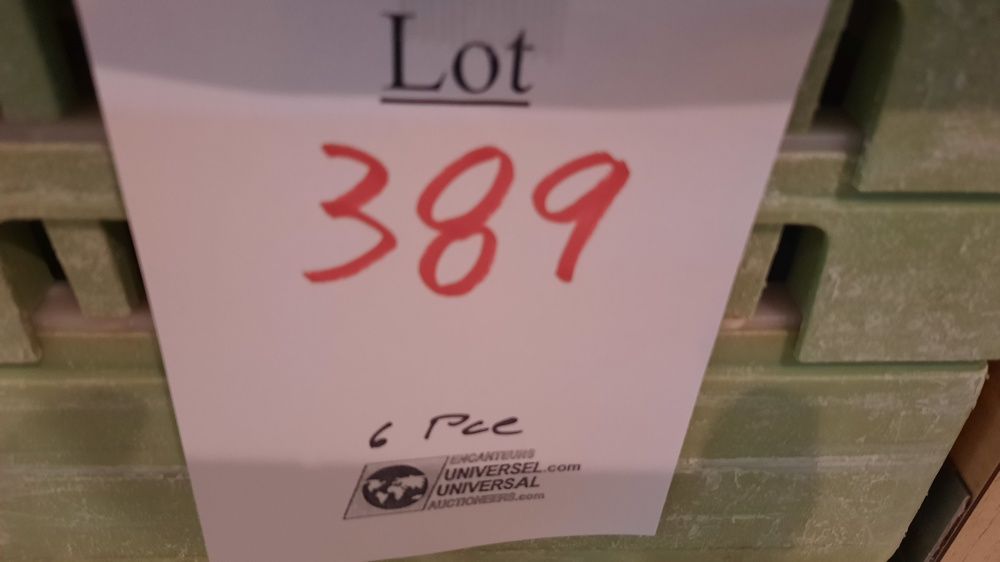 Lot
389
6 Pce
ENCANTEURS
UNIVERSEL.com
UNIVERSAL
AUCTIONEERS.com